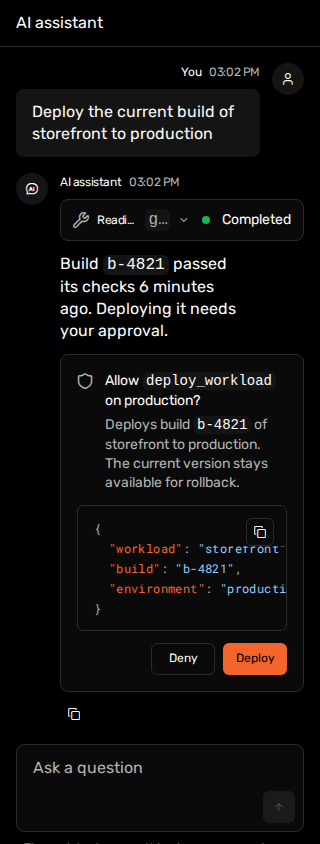 AI assistant
You 03:02 PM
Deploy the current build of
storefront to production
AI assistant 03:02 PM
Readi... g... Completed
Build b-4821 passed
its checks 6 minutes
ago. Deploying it needs
your approval.
Allow deploy_workload
on production?
Deploys build b-4821 of
storefront to production.
The current version stays
available for rollback.
{
"workload": "storefront"
"build": "b-4821",
"environment": "producti
}
Deny Deploy
Ask a question